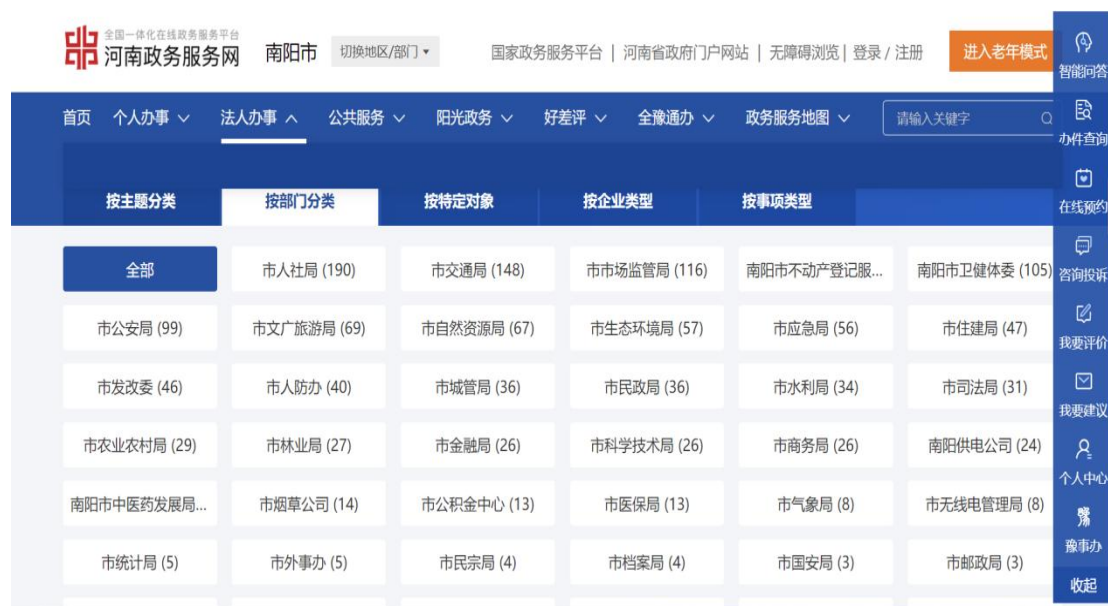 全国一体化在线政务服务平台
河南政务服务网 南阳市 切换地区/部门 国家政务服务平台 | 河南省政府门户网站 | 无障碍浏览 | 登录 / 注册 进入老年模式
首页 个人办事 法人办事 公共服务 阳光政务 好差评 全豫通办 政务服务地图 请输入关键字
按主题分类 按部门分类 按特定对象 按企业类型 按事项类型
全部 市人社局 (190) 市交通局 (148) 市市场监管局 (116) 南阳市不动产登记服... 南阳市卫健体委 (105)
市公安局 (99) 市文广旅游局 (69) 市自然资源局 (67) 市生态环境局 (57) 市应急局 (56) 市住建局 (47)
市发改委 (46) 市人防办 (40) 市城管局 (36) 市民政局 (36) 市水利局 (34) 市司法局 (31)
市农业农村局 (29) 市林业局 (27) 市金融局 (26) 市科学技术局 (26) 市商务局 (26) 南阳供电公司 (24)
南阳市中医药发展局... 市烟草公司 (14) 市公积金中心 (13) 市医保局 (13) 市气象局 (8) 市无线电管理局 (8)
市统计局 (5) 市外事办 (5) 市民宗局 (4) 市档案局 (4) 市国安局 (3) 市邮政局 (3)
智能问答
办件查询
在线预约
咨询投诉
我要评价
我要建议
个人中心
豫事办
收起